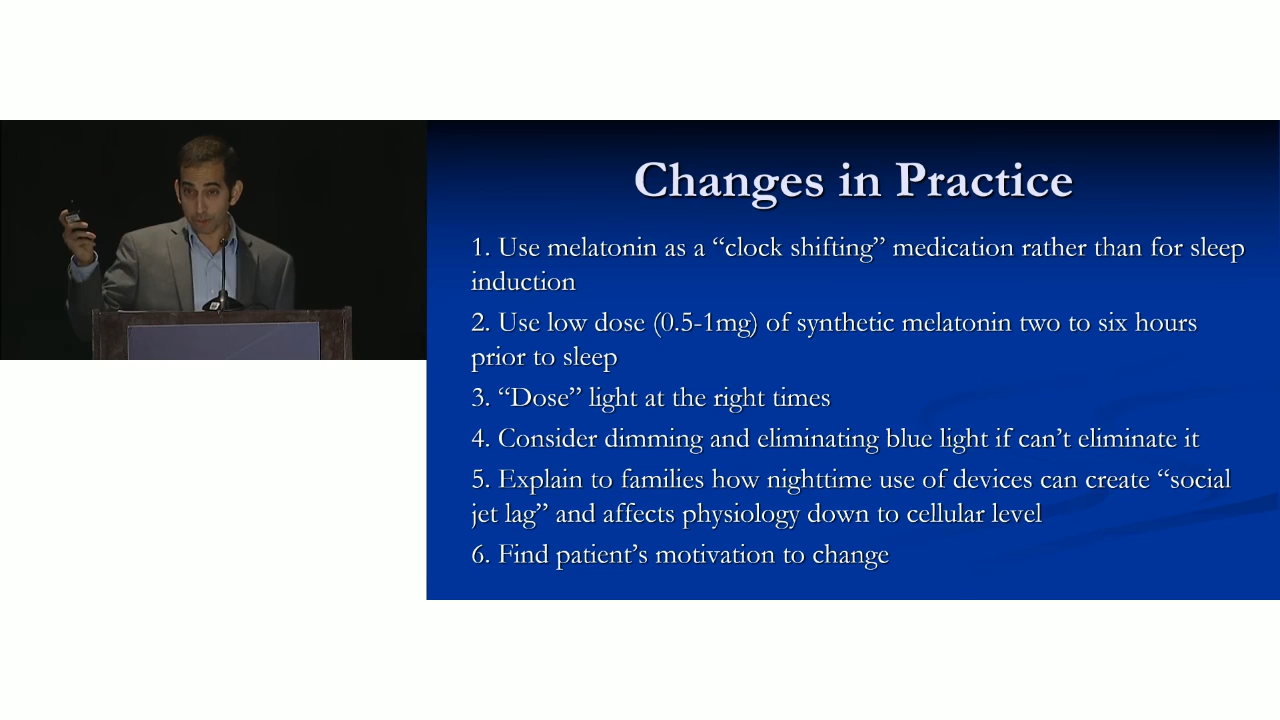 Changes in Practice
1. Use melatonin as a “clock shifting” medication rather than for sleep
induction
2. Use low dose (0.5-1mg) of synthetic melatonin two to six hours
prior to sleep
3. “Dose” light at the right times
4. Consider dimming and eliminating blue light if can’t eliminate it
5. Explain to families how nighttime use of devices can create “social
jet lag” and affects physiology down to cellular level
6. Find patient’s motivation to change